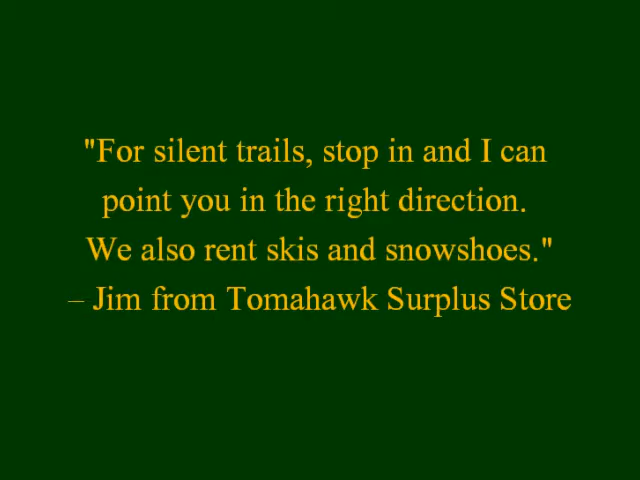 "For silent trails, stop in and I can
point you in the right direction.
We also rent skis and snowshoes."
– Jim from Tomahawk Surplus Store